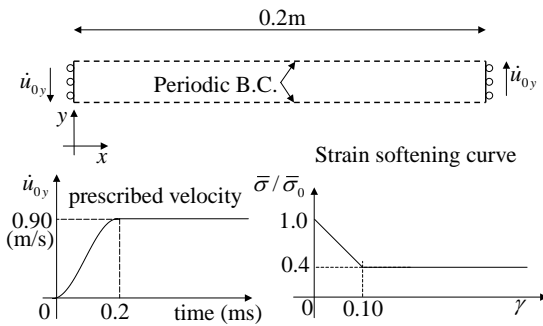 0.2m
u̇₀y
Periodic B.C.
u̇₀y
y
x
Strain softening curve
u̇₀y
prescribed velocity
0.90
(m/s)
0
0.2
time (ms)
σ̅/σ̅₀
1.0
0.4
0
0.10
γ